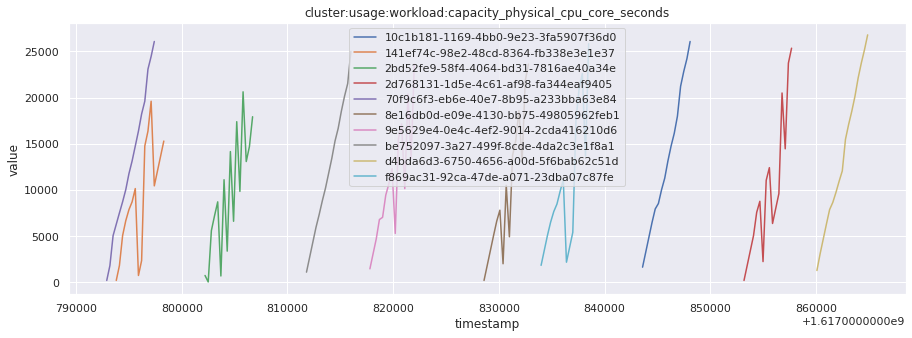 cluster:usage:workload:capacity_physical_cpu_core_seconds
10c1b181-1169-4bb0-9e23-3fa5907f36d0
141ef74c-98e2-48cd-8364-fb338e3e1e37
2bd52fe9-58f4-4064-bd31-7816ae40a34e
2d768131-1d5e-4c61-af98-fa344eaf9405
70f9c6f3-eb6e-40e7-8b95-a233bba63e84
8e16db0d-e09e-4130-bb75-49805962feb1
9e5629e4-0e4c-4ef2-9014-2cda416210d6
be752097-3a27-499f-8cde-4da2c3e1f8a1
d4bda6d3-6750-4656-a00d-5f6bab62c51d
f869ac31-92ca-47de-a071-23dba07c87fe
value
25000
20000
15000
10000
5000
0
790000 800000 810000 820000 830000 840000 850000 860000
timestamp
+1.6170000000e9